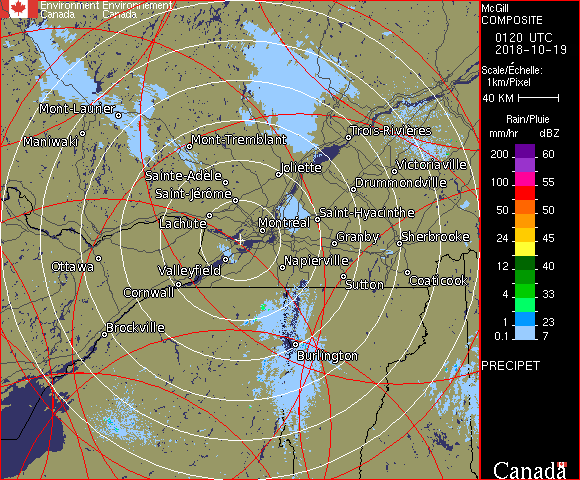 Environment Environnement
Canada Canada
McGill
COMPOSITE
0120 UTC
2018-10-19
Scale/Échelle:
1km/Pixel
40 KM
Rain/Pluie
mm/hr dBZ
200 60
100 55
50 50
24 45
12 40
4 33
1 23
0.1 7
PRECIPET
Canada
Mont-Laurier
Maniwaki
Mont-Tremblant
Trois-Rivières
Sainte-Adèle
Joliette
Victoriaville
Saint-Jérôme
Drummondville
Lachute
Montréal
Saint-Hyacinthe
Granby
Sherbrooke
Ottawa
Valleyfield
Napierville
Cornwall
Sutton
Coaticook
Brockville
Burlington